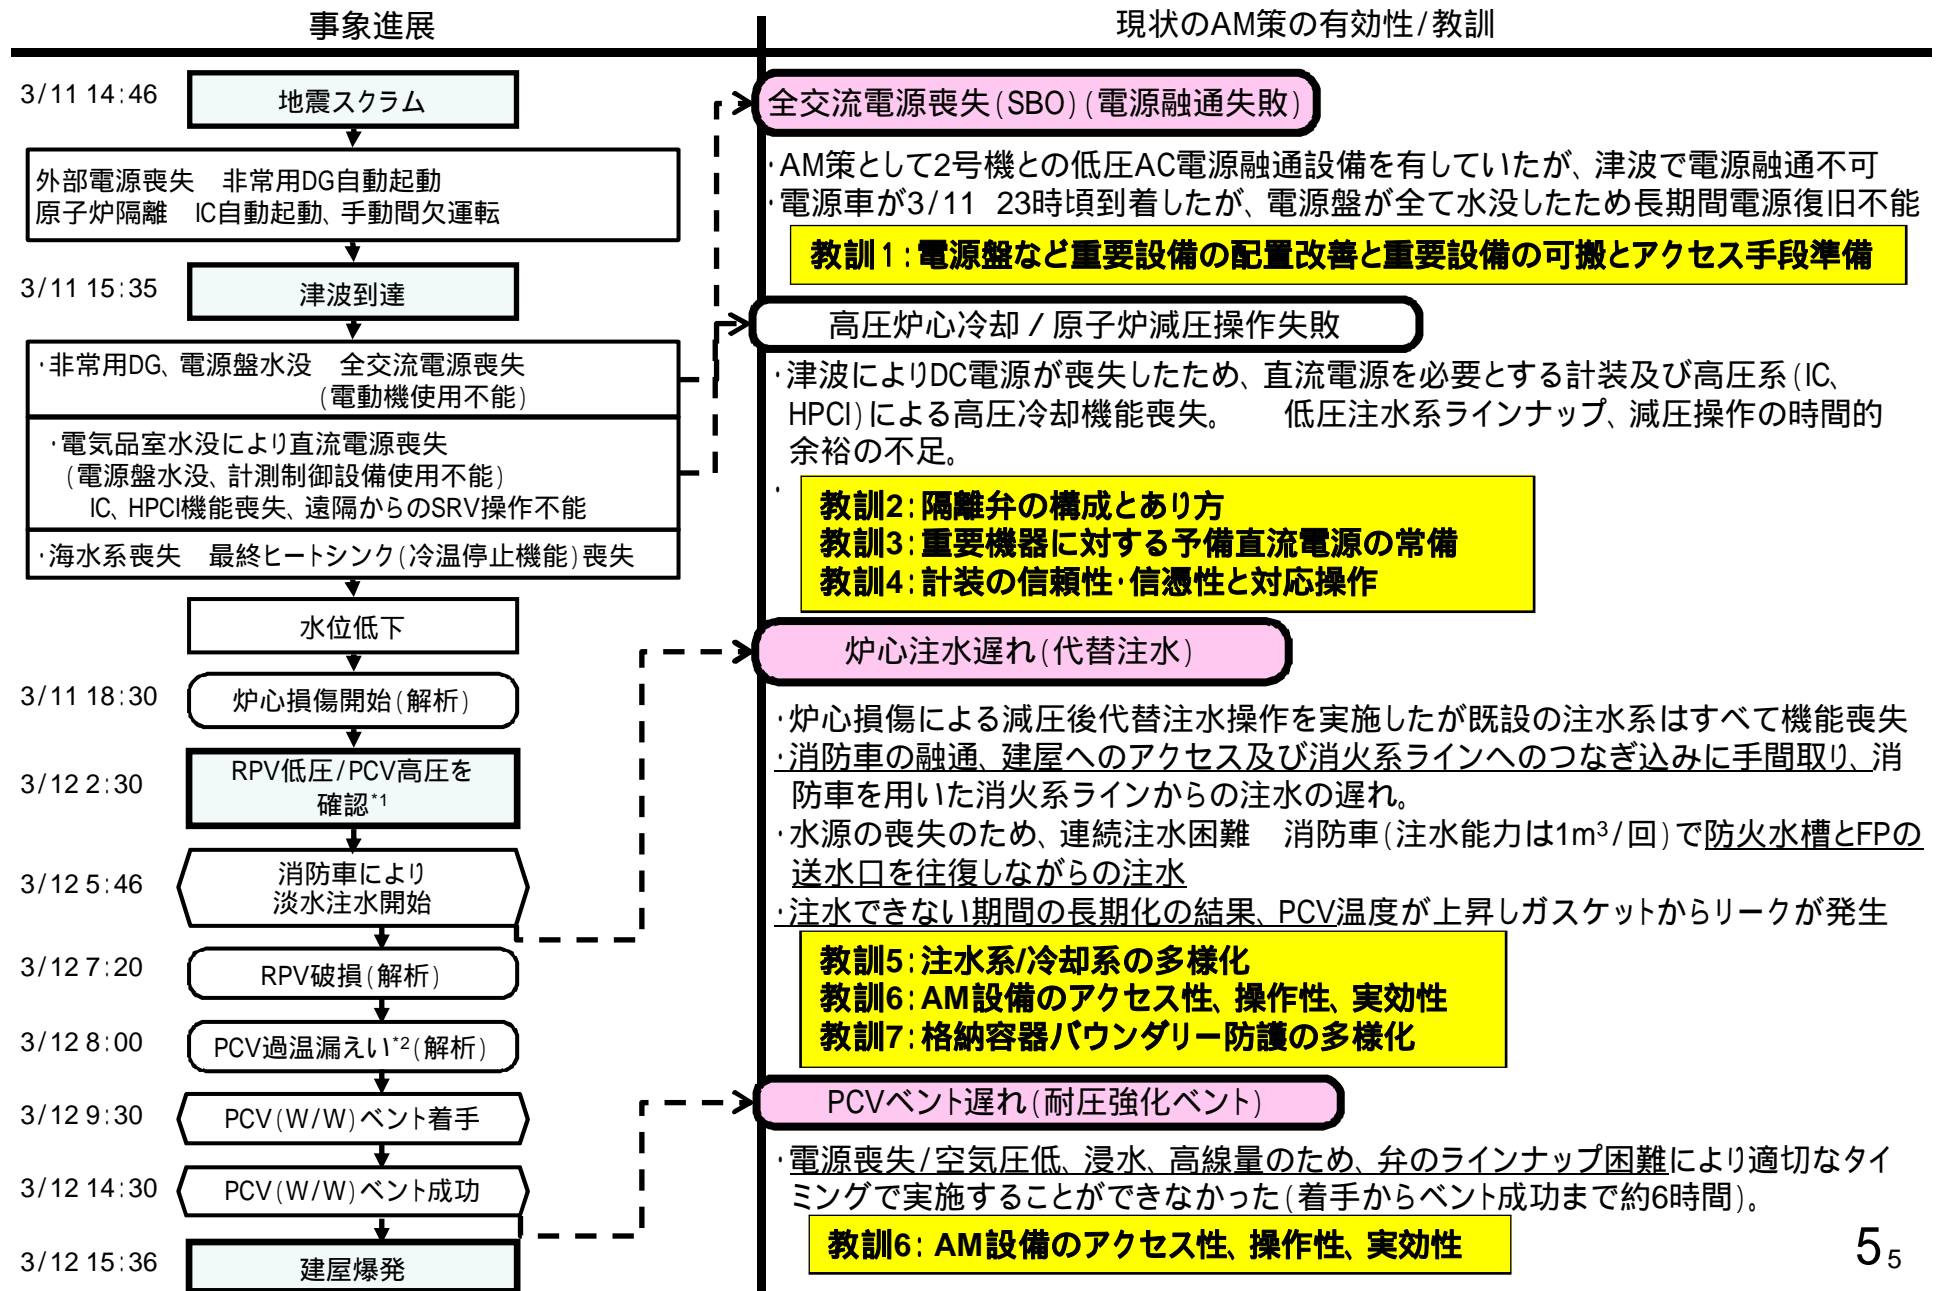 事象進展
現状のAM策の有効性/教訓
3/11 14:46
地震スクラム
外部電源喪失　非常用DG自動起動
原子炉隔離　IC自動起動、手動間欠運転
3/11 15:35
津波到達
・非常用DG、電源盤水没　全交流電源喪失
(電動機使用不能)
・電気品室水没により直流電源喪失
(電源盤水没、計測制御設備使用不能)
IC、HPCI機能喪失、遠隔からのSRV操作不能
・海水系喪失　最終ヒートシンク(冷温停止機能)喪失
水位低下
3/11 18:30
炉心損傷開始(解析)
3/12 2:30
RPV低圧/PCV高圧を
確認*1
3/12 5:46
消防車により
淡水注水開始
3/12 7:20
RPV破損(解析)
3/12 8:00
PCV過温漏えい*2(解析)
3/12 9:30
PCV(W/W)ベント着手
3/12 14:30
PCV(W/W)ベント成功
3/12 15:36
建屋爆発
全交流電源喪失(SBO)(電源融通失敗)
・AM策として2号機との低圧AC電源融通設備を有していたが、津波で電源融通不可
・電源車が3/11 23時頃到着したが、電源盤が全て水没したため長期間電源復旧不能
教訓1:電源盤など重要設備の配置改善と重要設備の可搬とアクセス手段準備
高圧炉心冷却/原子炉減圧操作失敗
・津波によりDC電源が喪失したため、直流電源を必要とする計装及び高圧系(IC、
HPCI)による高圧冷却機能喪失。　低圧注水系ラインナップ、減圧操作の時間的
余裕の不足。
・
教訓2:隔離弁の構成とあり方
教訓3:重要機器に対する予備直流電源の常備
教訓4:計装の信頼性・信憑性と対応操作
炉心注水遅れ(代替注水)
・炉心損傷による減圧後代替注水操作を実施したが既設の注水系はすべて機能喪失
・消防車の融通、建屋へのアクセス及び消火系ラインへのつなぎ込みに手間取り、消
防車を用いた消火系ラインからの注水の遅れ。
・水源の喪失のため、連続注水困難　消防車(注水能力は1m³/回)で防火水槽とFPの
送水口を往復しながらの注水
・注水できない期間の長期化の結果、PCV温度が上昇しガスケットからリークが発生
教訓5:注水系/冷却系の多様化
教訓6:AM設備のアクセス性、操作性、実効性
教訓7:格納容器バウンダリー防護の多様化
PCVベント遅れ(耐圧強化ベント)
・電源喪失/空気圧低、浸水、高線量のため、弁のラインナップ困難により適切なタイ
ミングで実施することができなかった(着手からベント成功まで約6時間)。
教訓6: AM設備のアクセス性、操作性、実効性
5 5